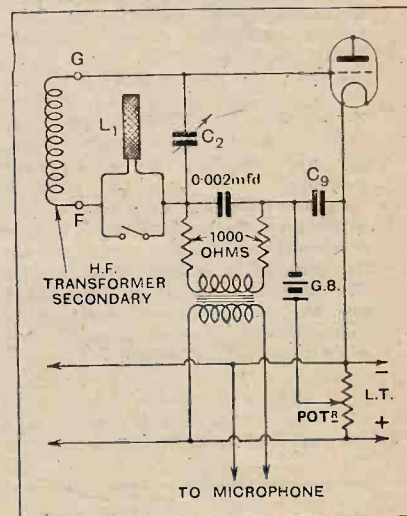 G
L1
C2
0·002mfd
C9
F
1000
OHMS
H.F.
TRANSFORMER
SECONDARY
G.B.
−
L.T.
POTR
+
TO MICROPHONE